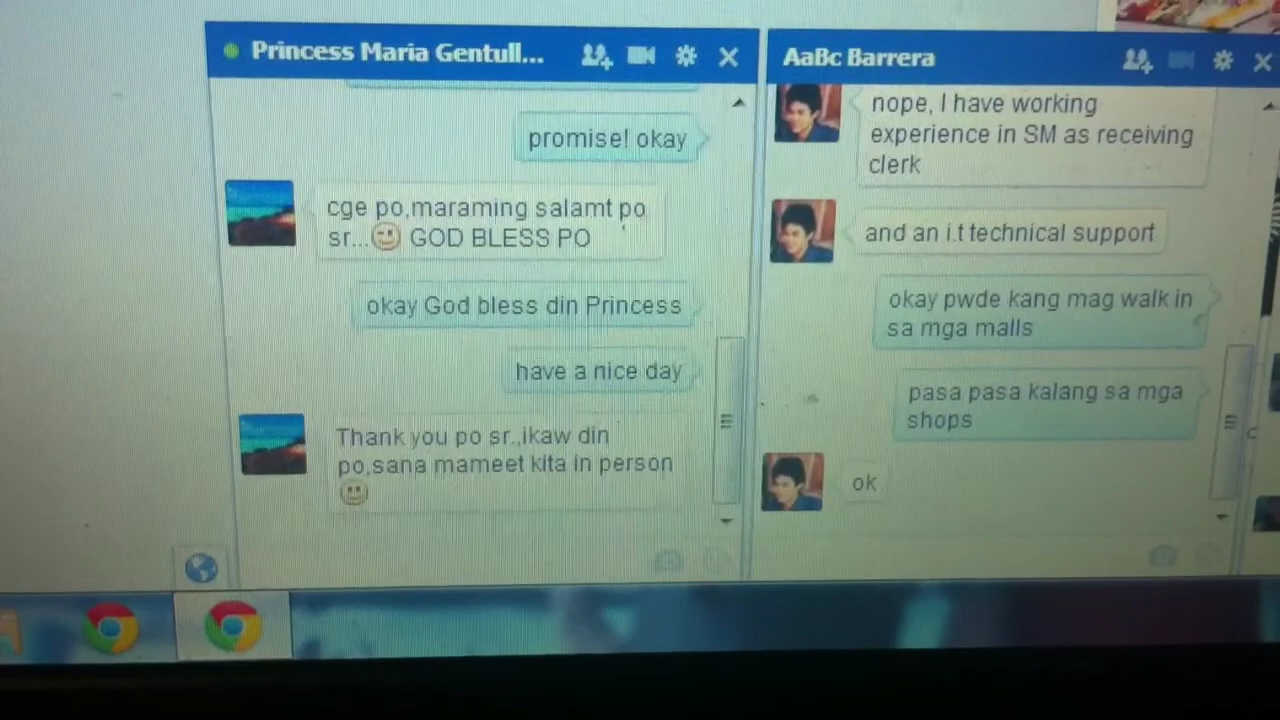 Princess Maria Gentull...
promise! okay
cge po,maraming salamt po
sr... GOD BLESS PO
okay God bless din Princess
have a nice day
Thank you po sr.,ikaw din
po,sana mameet kita in person
AaBc Barrera
nope, I have working
experience in SM as receiving
clerk
and an i.t technical support
okay pwde kang mag walk in
sa mga malls
pasa pasa kalang sa mga
shops
ok